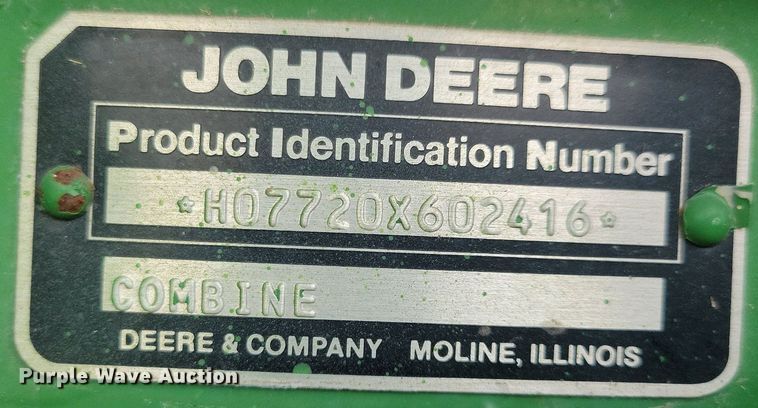 JOHN DEERE
Product Identification Number
*H07720X602416*
COMBINE
DEERE & COMPANY MOLINE, ILLINOIS
Purple Wave Auction